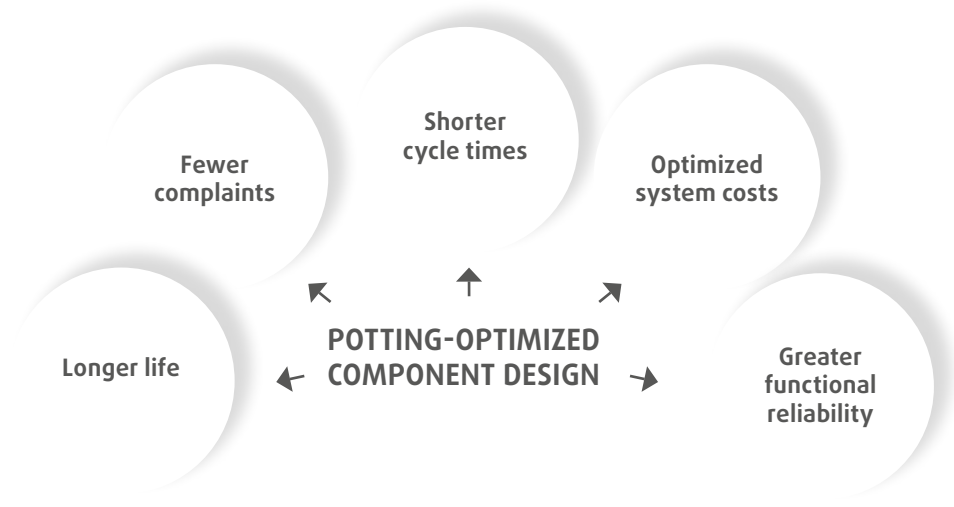 Shorter
cycle times
Fewer
complaints
Optimized
system costs
POTTING-OPTIMIZED
COMPONENT DESIGN
Longer life
Greater
functional
reliability